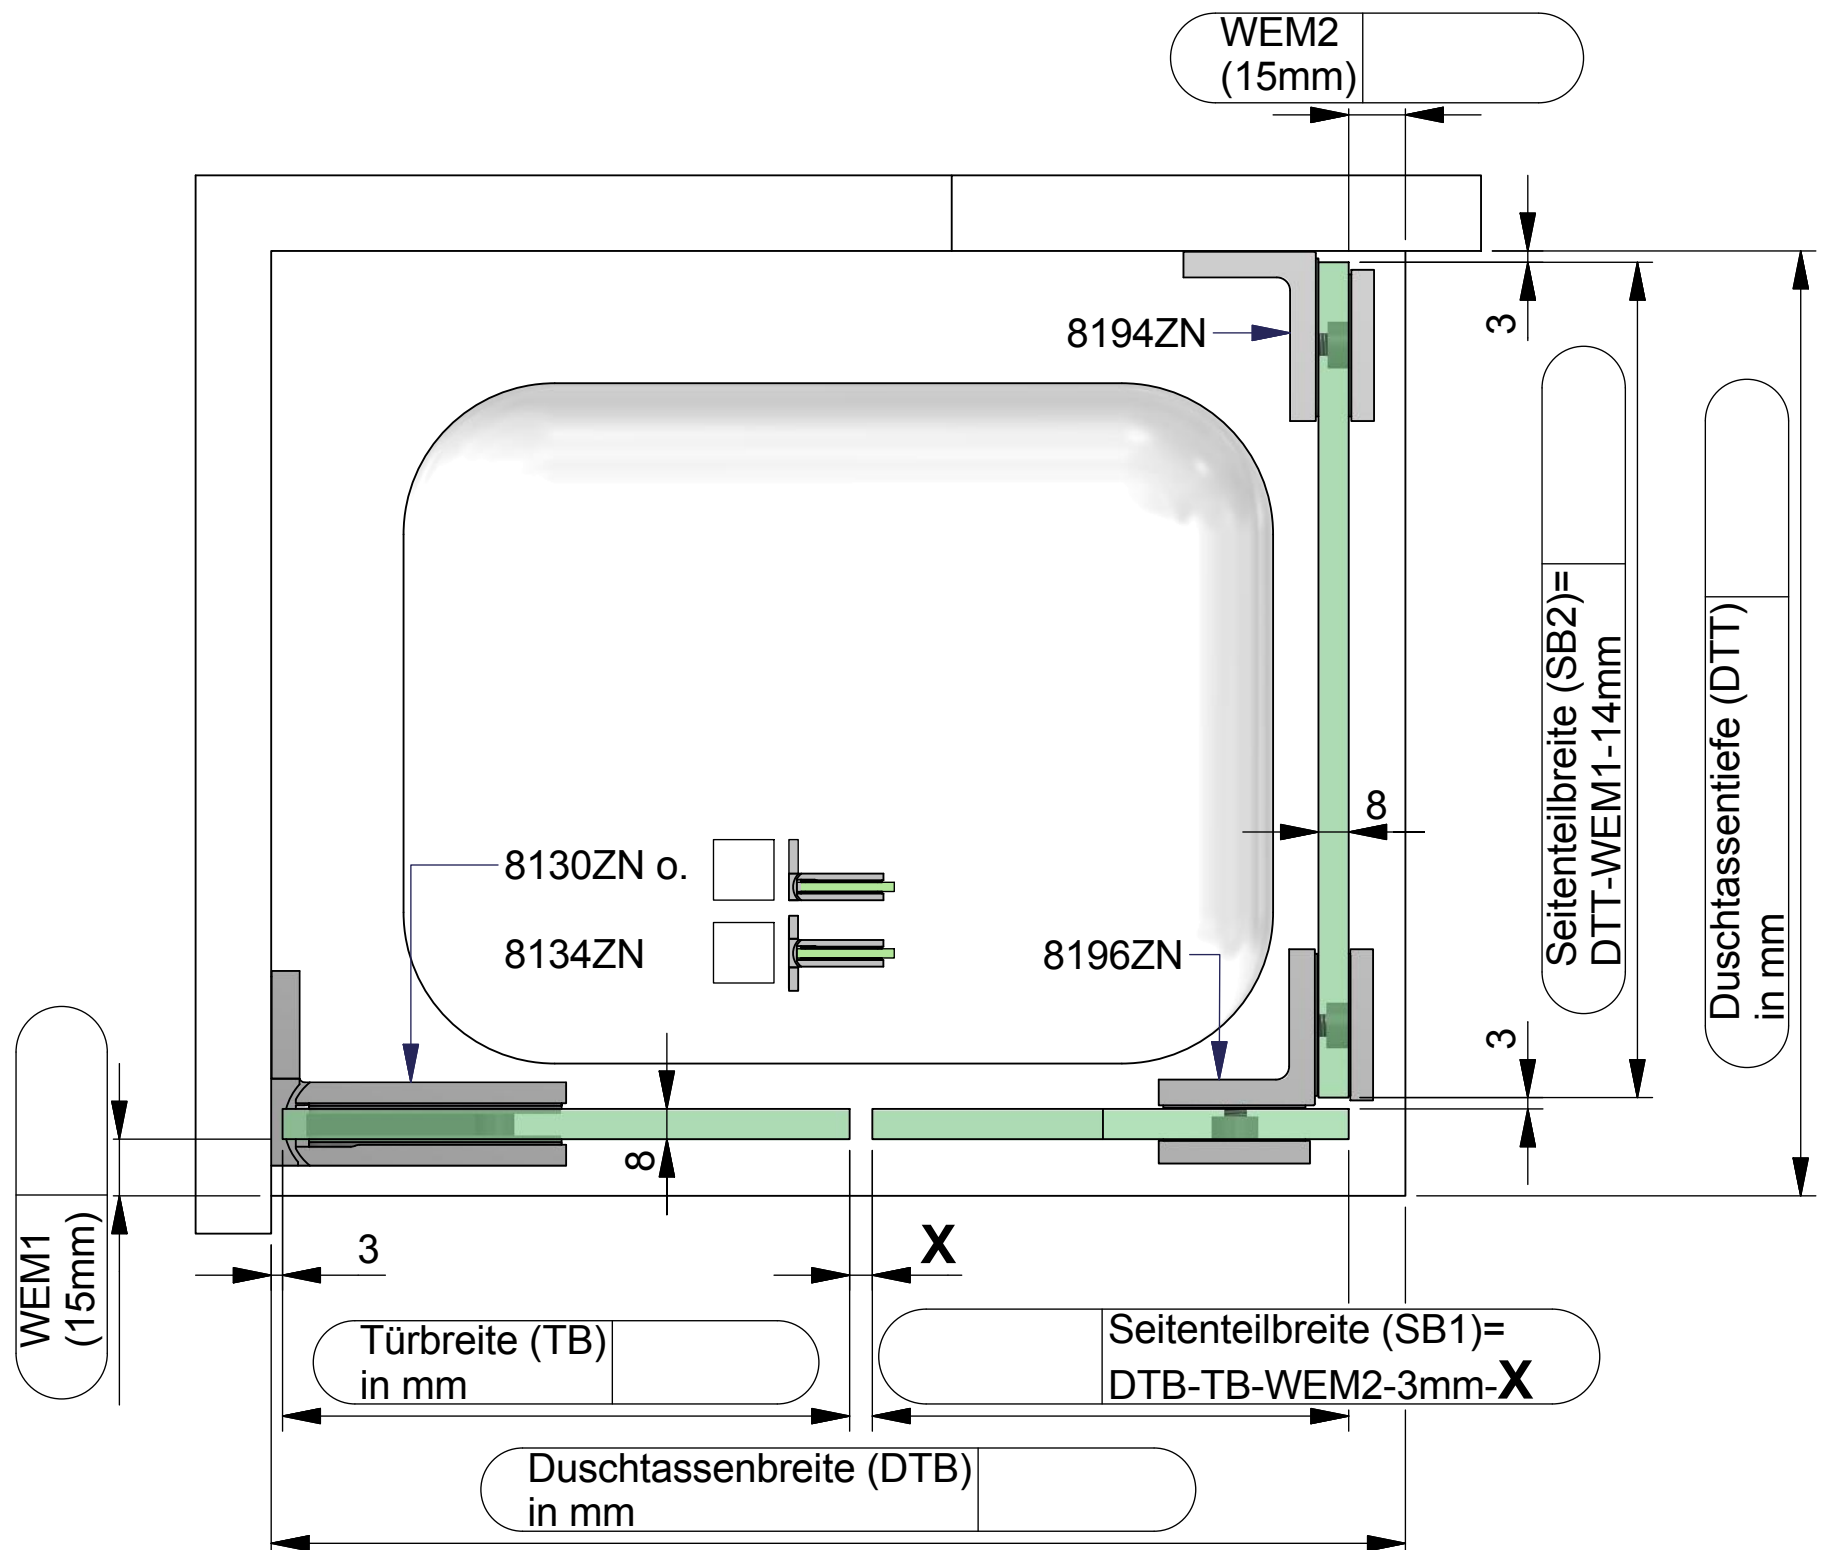 WEM2
(15mm)
8194ZN
3
Seitenteilbreite (SB2)=
DTT-WEM1-14mm
Duschtassentiefe (DTT)
in mm
8
8130ZN o.
8134ZN
8196ZN
3
8
WEM1
(15mm)
3
X
Türbreite (TB)
in mm
Seitenteilbreite (SB1)=
DTB-TB-WEM2-3mm-X
Duschtassenbreite (DTB)
in mm